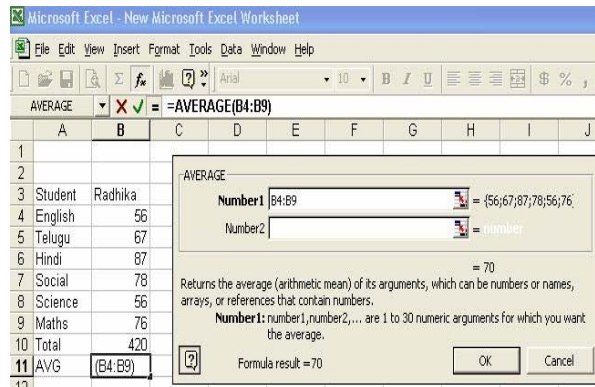 Microsoft Excel - New Microsoft Excel Worksheet
File Edit View Insert Format Tools Data Window Help
Σ fx ? » Arial 10 B I U $ % ,
AVERAGE X ✓ = =AVERAGE(B4:B9)
A B C D E F G H I J
1
2
3 Student Radhika
4 English 56
5 Telugu 67
6 Hindi 87
7 Social 78
8 Science 56
9 Maths 76
10 Total 420
11 AVG (B4:B9)
12
AVERAGE
Number1 B4:B9 = {56;67;87;78;56;76
Number2 = number
= 70
Returns the average (arithmetic mean) of its arguments, which can be numbers or names,
arrays, or references that contain numbers.
Number1: number1,number2,... are 1 to 30 numeric arguments for which you want
the average.
? Formula result =70 OK Cancel